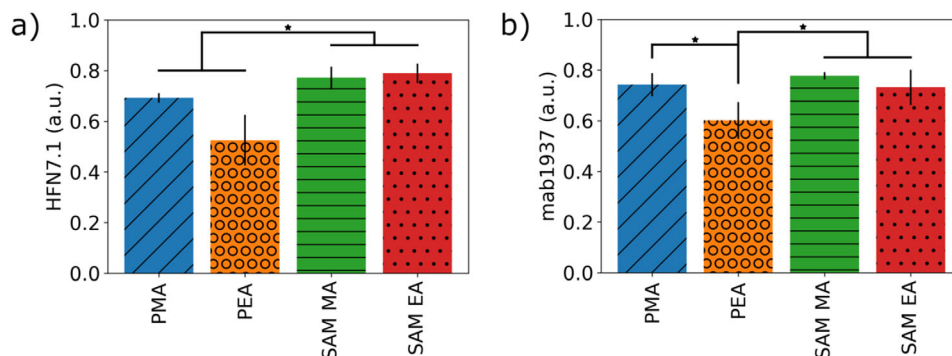 a)
HFN7.1 (a.u.)
1.0
0.8
0.6
0.4
0.2
0.0
*
PMA
PEA
SAM MA
SAM EA
b)
mab1937 (a.u.)
1.0
0.8
0.6
0.4
0.2
0.0
*
*
PMA
PEA
SAM MA
SAM EA